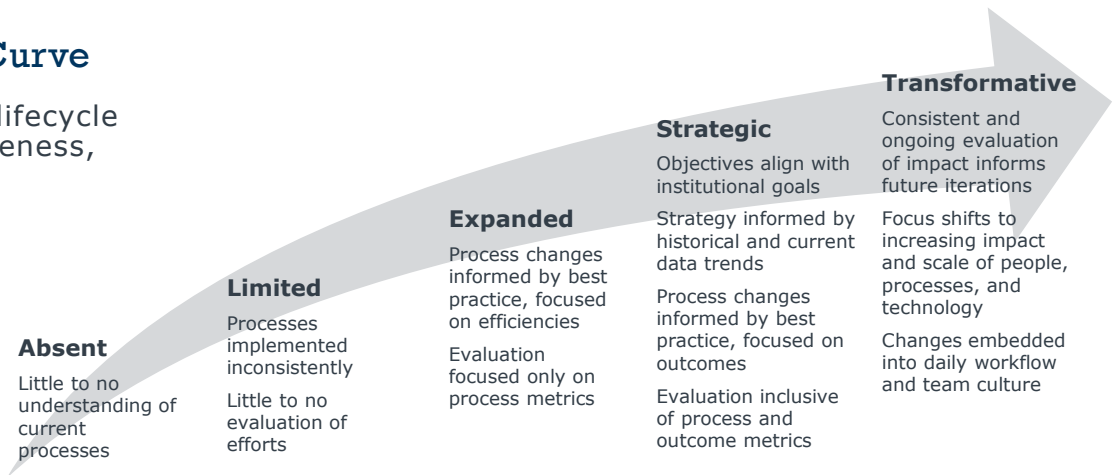 Curve
lifecycle
eness,
Absent
Little to no
understanding of
current
processes
Limited
Processes
implemented
inconsistently
Little to no
evaluation of
efforts
Expanded
Process changes
informed by best
practice, focused
on efficiencies
Evaluation
focused only on
process metrics
Strategic
Objectives align with
institutional goals
Strategy informed by
historical and current
data trends
Process changes
informed by best
practice, focused on
outcomes
Evaluation inclusive
of process and
outcome metrics
Transformative
Consistent and
ongoing evaluation
of impact informs
future iterations
Focus shifts to
increasing impact
and scale of people,
processes, and
technology
Changes embedded
into daily workflow
and team culture